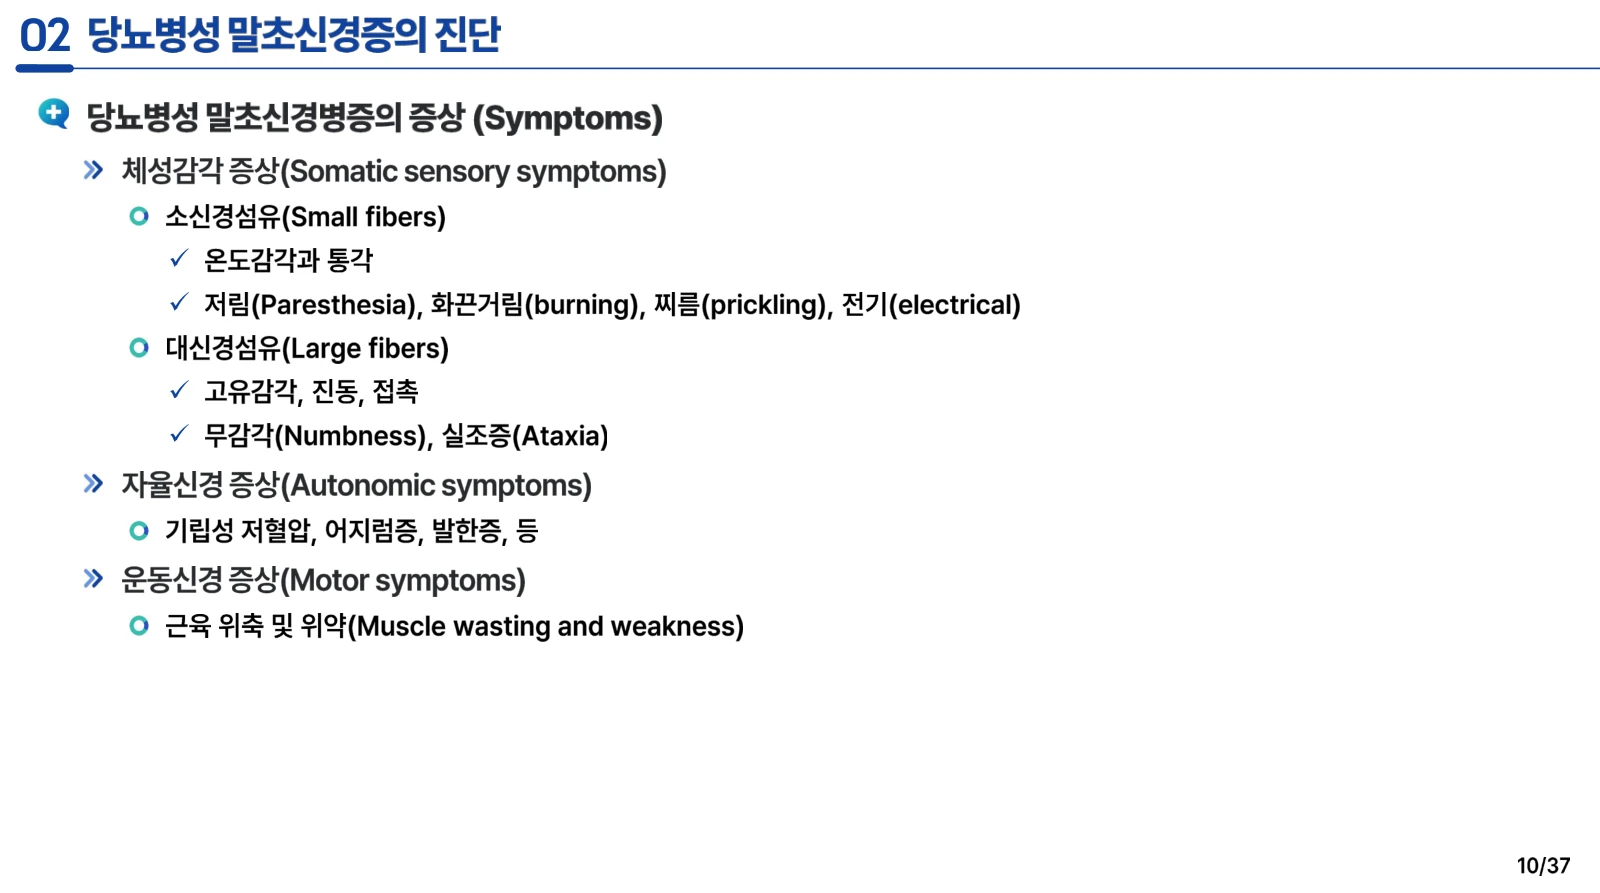 02 당뇨병성 말초신경증의 진단
당뇨병성 말초신경병증의 증상 (Symptoms)
체성감각 증상(Somatic sensory symptoms)
소신경섬유(Small fibers)
온도감각과 통각
저림(Paresthesia), 화끈거림(burning), 찌름(prickling), 전기(electrical)
대신경섬유(Large fibers)
고유감각, 진동, 접촉
무감각(Numbness), 실조증(Ataxia)
자율신경 증상(Autonomic symptoms)
기립성 저혈압, 어지럼증, 발한증, 등
운동신경 증상(Motor symptoms)
근육 위축 및 위약(Muscle wasting and weakness)
10/37